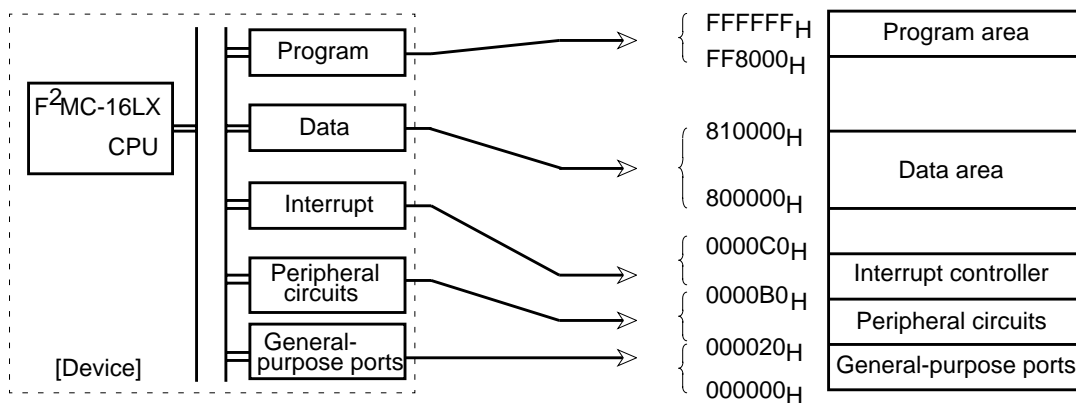 F²MC-16LX
CPU
[Device]
Program
Data
Interrupt
Peripheral
circuits
General-
purpose ports
FFFFFFH
FF8000H
810000H
800000H
0000C0H
0000B0H
000020H
000000H
Program area
Data area
Interrupt controller
Peripheral circuits
General-purpose ports